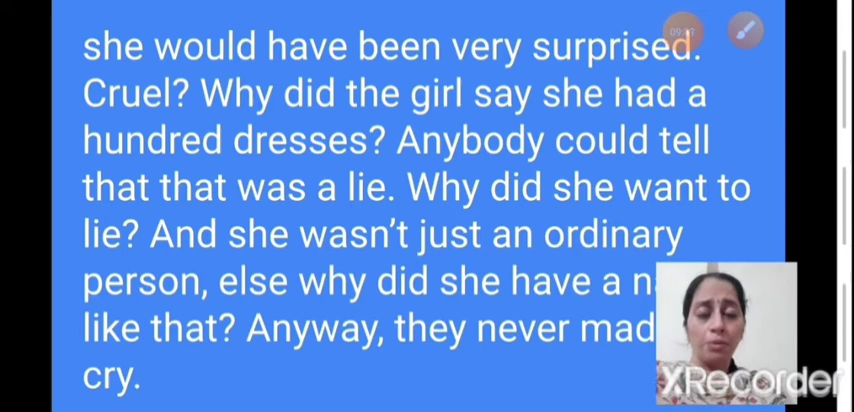 she would have been very surprised.
Cruel? Why did the girl say she had a
hundred dresses? Anybody could tell
that that was a lie. Why did she want to
lie? And she wasn't just an ordinary
person, else why did she have a
like that? Anyway, they never
cry.
XRecorder